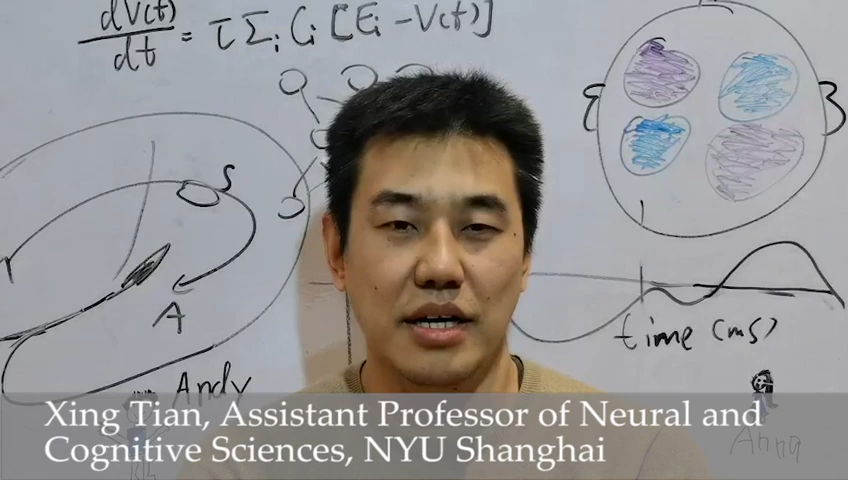 dV(t)
dt = τ Σi Ci [Ei - V(t)]
S
A
time (ms)
Andy
Anna
Xing Tian, Assistant Professor of Neural and
Cognitive Sciences, NYU Shanghai